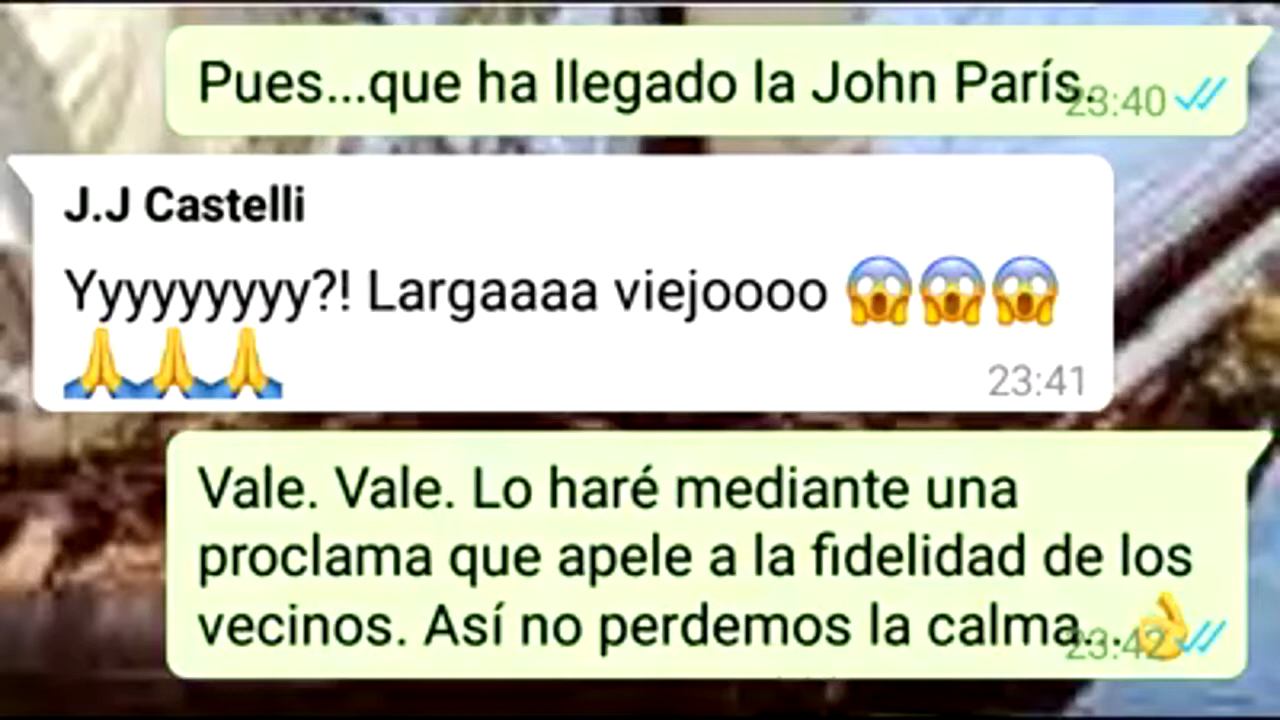 Pues...que ha llegado la John París.
23:40
J.J Castelli
Yyyyyyyyy?! Largaaaa viejoooo 😱😱😱
🙏🙏🙏
23:41
Vale. Vale. Lo haré mediante una
proclama que apele a la fidelidad de los
vecinos. Así no perdemos la calma...👌
23:42